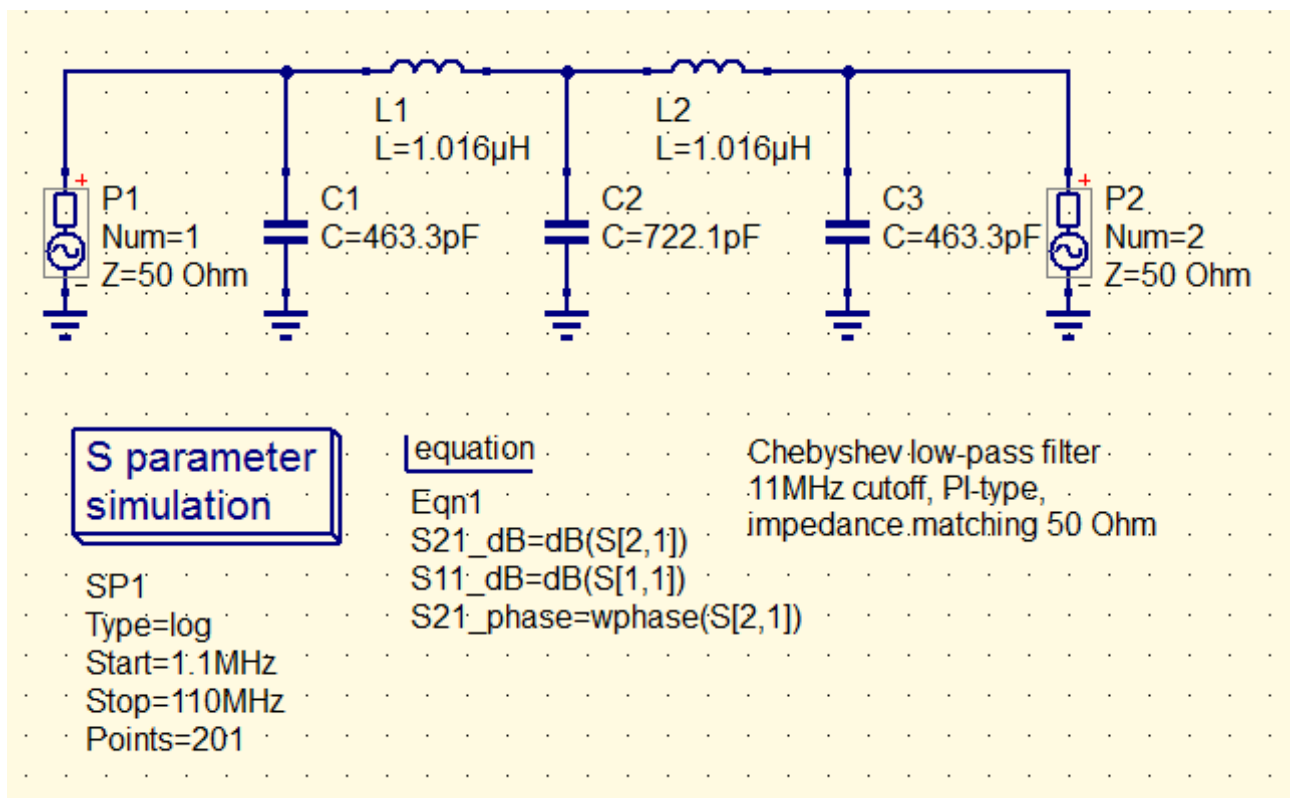 L1
L=1.016µH
L2
L=1.016µH
P1
Num=1
Z=50 Ohm
C1
C=463.3pF
C2
C=722.1pF
C3
C=463.3pF
P2
Num=2
Z=50 Ohm
S parameter
simulation
SP1
Type=log
Start=1.1MHz
Stop=110MHz
Points=201
equation
Eqn1
S21_dB=dB(S[2,1])
S11_dB=dB(S[1,1])
S21_phase=wphase(S[2,1])
Chebyshev low-pass filter
11MHz cutoff, PI-type,
impedance matching 50 Ohm